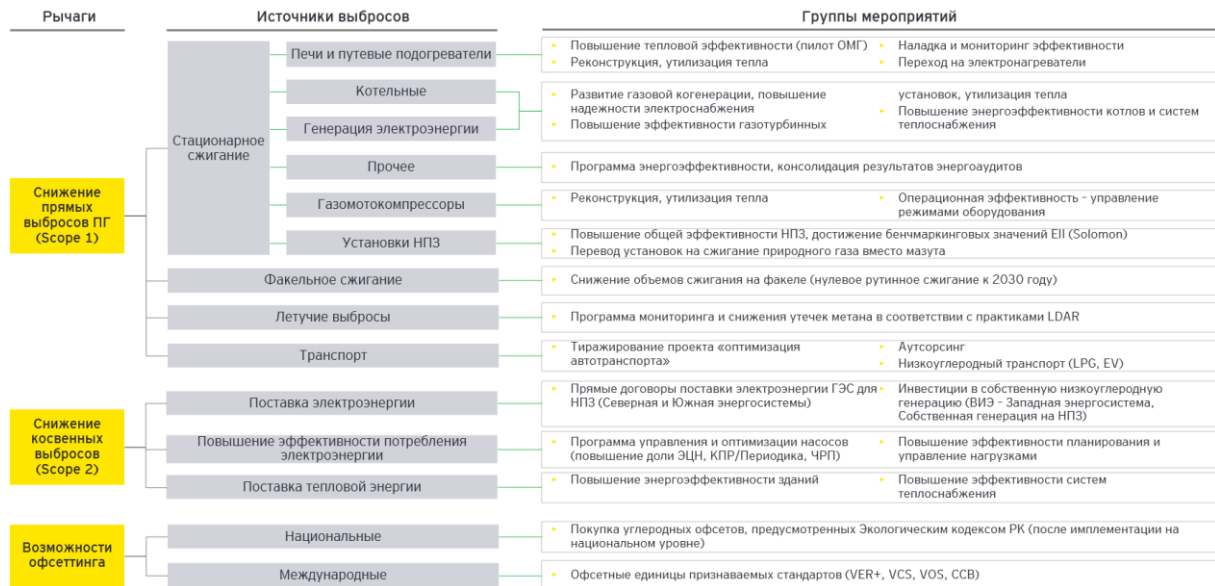 Рычаги
Источники выбросов
Группы мероприятий
Снижение
прямых
выбросов ПГ
(Scope 1)
Стационарное
сжигание
Печи и путевые подогреватели
Повышение тепловой эффективности (пилот ОМГ)
Реконструкция, утилизация тепла
Наладка и мониторинг эффективности
Переход на электронагреватели
Котельные
Генерация электроэнергии
Развитие газовой когенерации, повышение
надежности электроснабжения
Повышение эффективности газотурбинных
установок, утилизация тепла
Повышение энергоэффективности котлов и систем
теплоснабжения
Прочее
Программа энергоэффективности, консолидация результатов энергоаудитов
Газомотокомпрессоры
Реконструкция, утилизация тепла
Операционная эффективность - управление
режимами оборудования
Установки НПЗ
Повышение общей эффективности НПЗ, достижение бенчмаркинговых значений EII (Solomon)
Перевод установок на сжигание природного газа вместо мазута
Факельное сжигание
Снижение объемов сжигания на факеле (нулевое рутинное сжигание к 2030 году)
Летучие выбросы
Программа мониторинга и снижения утечек метана в соответствии с практиками LDAR
Транспорт
Тиражирование проекта «оптимизация
автотранспорта»
Аутсорсинг
Низкоуглеродный транспорт (LPG, EV)
Снижение
косвенных
выбросов
(Scope 2)
Поставка электроэнергии
Прямые договоры поставки электроэнергии ГЭС для
НПЗ (Северная и Южная энергосистемы)
Инвестиции в собственную низкоуглеродную
генерацию (ВИЭ - Западная энергосистема,
Собственная генерация на НПЗ)
Повышение эффективности потребления
электроэнергии
Программа управления и оптимизации насосов
(повышение доли ЭЦН, КПР/Периодика, ЧРП)
Повышение эффективности планирования и
управление нагрузками
Поставка тепловой энергии
Повышение энергоэффективности зданий
Повышение эффективности систем
теплоснабжения
Возможности
офсеттинга
Национальные
Покупка углеродных офсетов, предусмотренных Экологическим кодексом РК (после имплементации на
национальном уровне)
Международные
Офсетные единицы признаваемых стандартов (VER+, VCS, VOS, CCB)